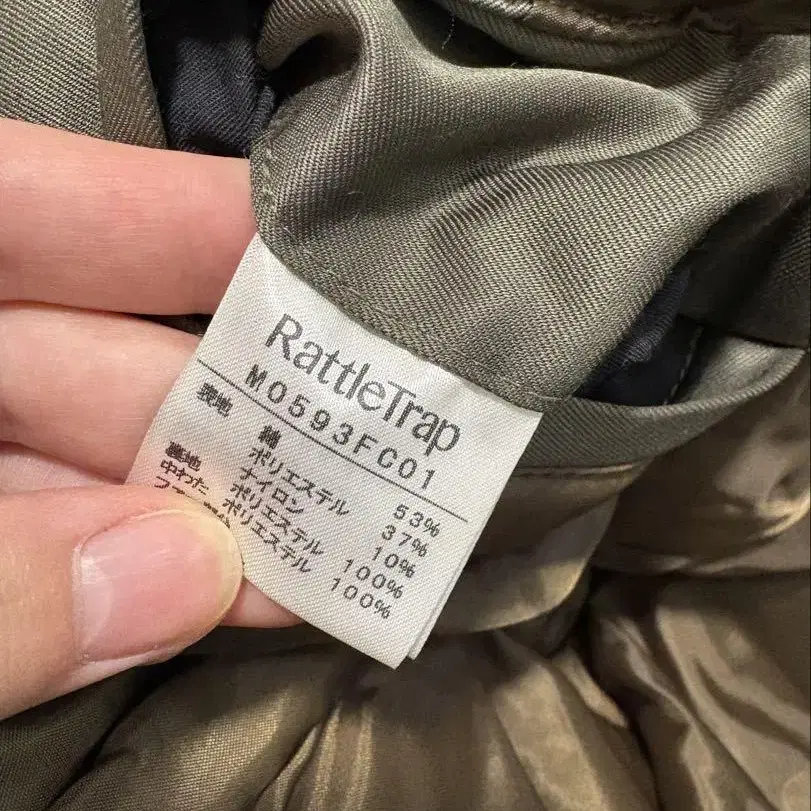 RattleTrap
M0593FC01
表地 綿 53%
ポリエステル 37%
ナイロン 10%
裏地 ポリエステル 100%
中わた ポリエステル 100%